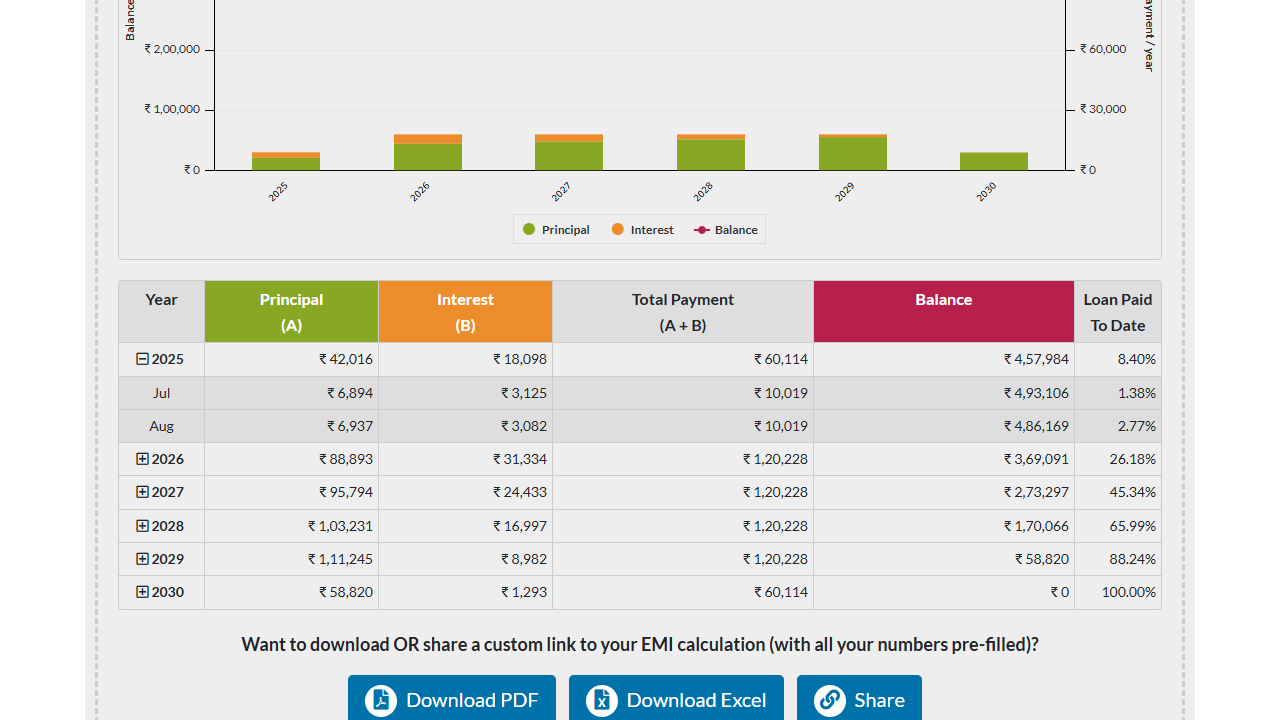 Balance
ayment / year
₹ 2,00,000
₹ 60,000
₹ 1,00,000
₹ 30,000
₹ 0
₹ 0
2025 2026 2027 2028 2029 2030
Principal Interest Balance
Year Principal (A) Interest (B) Total Payment (A + B) Balance Loan Paid To Date
2025 ₹ 42,016 ₹ 18,098 ₹ 60,114 ₹ 4,57,984 8.40%
Jul ₹ 6,894 ₹ 3,125 ₹ 10,019 ₹ 4,93,106 1.38%
Aug ₹ 6,937 ₹ 3,082 ₹ 10,019 ₹ 4,86,169 2.77%
2026 ₹ 88,893 ₹ 31,334 ₹ 1,20,228 ₹ 3,69,091 26.18%
2027 ₹ 95,794 ₹ 24,433 ₹ 1,20,228 ₹ 2,73,297 45.34%
2028 ₹ 1,03,231 ₹ 16,997 ₹ 1,20,228 ₹ 1,70,066 65.99%
2029 ₹ 1,11,245 ₹ 8,982 ₹ 1,20,228 ₹ 58,820 88.24%
2030 ₹ 58,820 ₹ 1,293 ₹ 60,114 ₹ 0 100.00%
Want to download OR share a custom link to your EMI calculation (with all your numbers pre-filled)?
Download PDF Download Excel Share